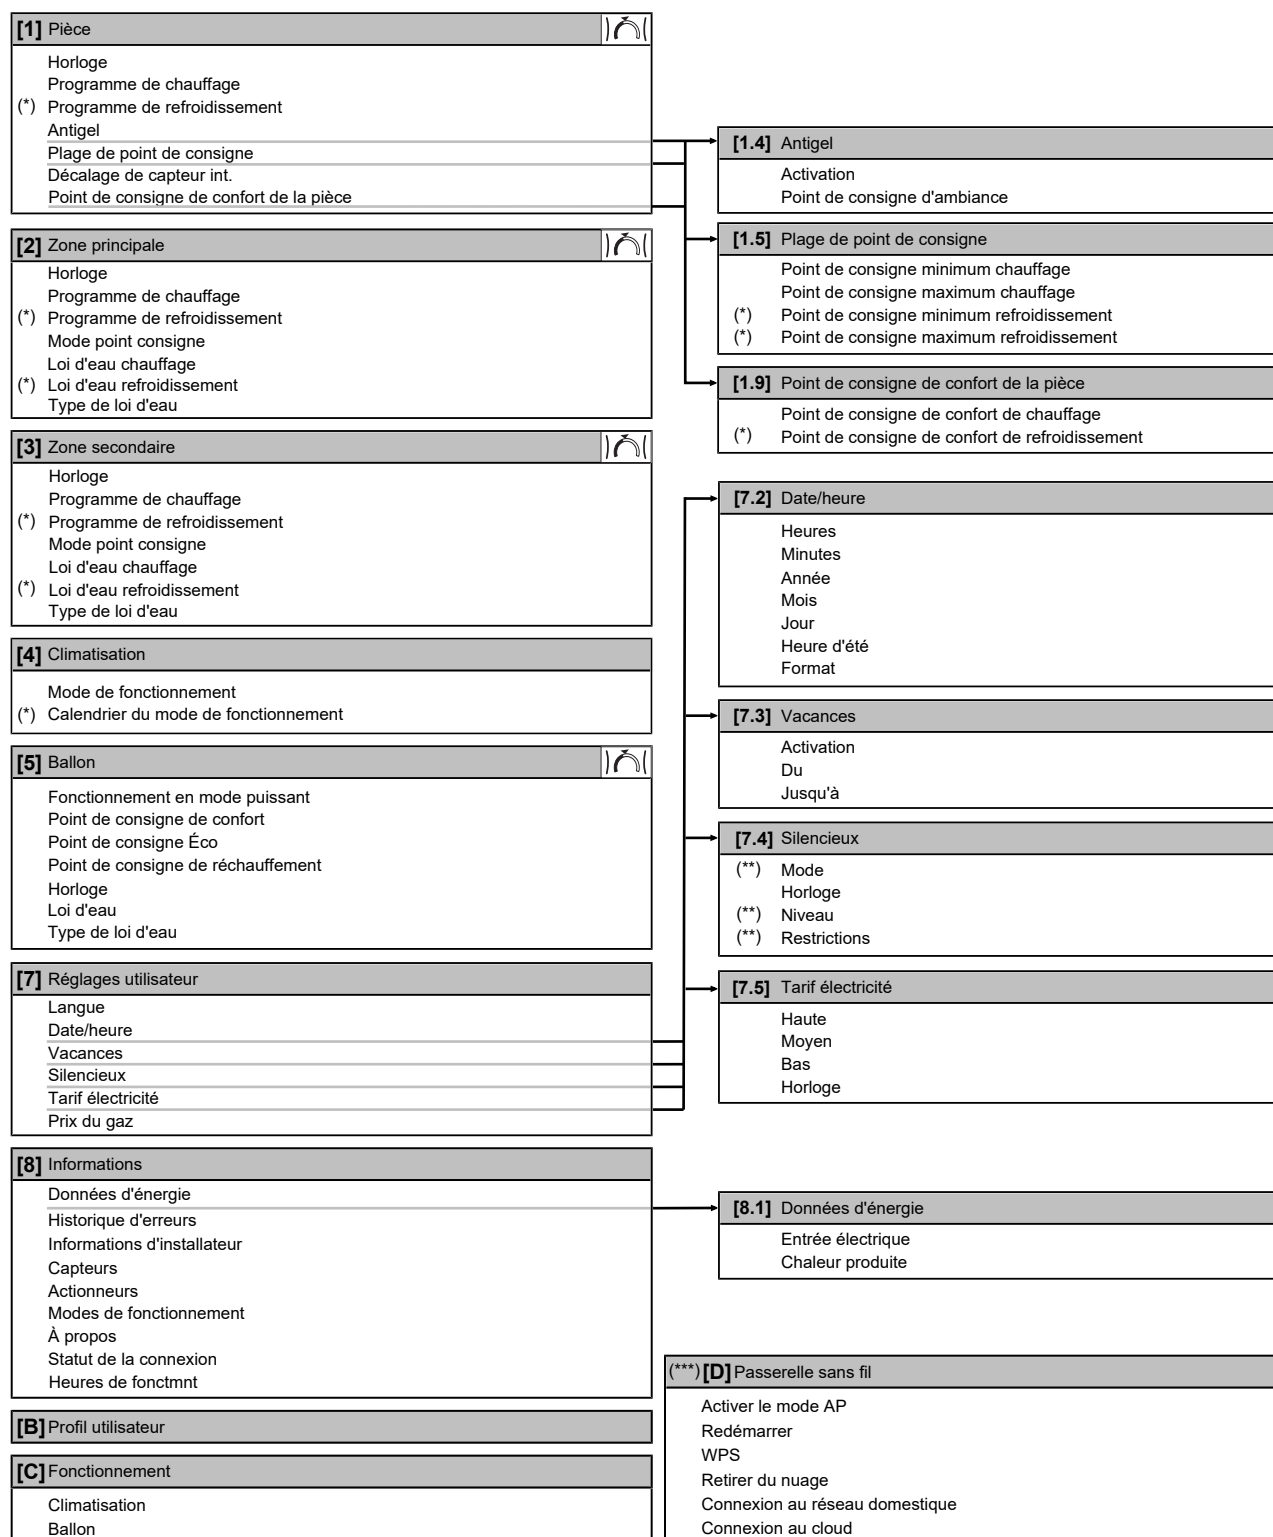 [1] Pièce
Horloge
Programme de chauffage
(*) Programme de refroidissement
Antigel
Plage de point de consigne
Décalage de capteur int.
Point de consigne de confort de la pièce
[2] Zone principale
Horloge
Programme de chauffage
(*) Programme de refroidissement
Mode point consigne
Loi d'eau chauffage
(*) Loi d'eau refroidissement
Type de loi d'eau
[3] Zone secondaire
Horloge
Programme de chauffage
(*) Programme de refroidissement
Mode point consigne
Loi d'eau chauffage
(*) Loi d'eau refroidissement
Type de loi d'eau
[4] Climatisation
Mode de fonctionnement
(*) Calendrier du mode de fonctionnement
[5] Ballon
Fonctionnement en mode puissant
Point de consigne de confort
Point de consigne Éco
Point de consigne de réchauffement
Horloge
Loi d'eau
Type de loi d'eau
[7] Réglages utilisateur
Langue
Date/heure
Vacances
Silencieux
Tarif électricité
Prix du gaz
[8] Informations
Données d'énergie
Historique d'erreurs
Informations d'installateur
Capteurs
Actionneurs
Modes de fonctionnement
À propos
Statut de la connexion
Heures de fonctmnt
[B] Profil utilisateur
[C] Fonctionnement
Climatisation
Ballon
[1.4] Antigel
Activation
Point de consigne d'ambiance
[1.5] Plage de point de consigne
Point de consigne minimum chauffage
Point de consigne maximum chauffage
(*) Point de consigne minimum refroidissement
(*) Point de consigne maximum refroidissement
[1.9] Point de consigne de confort de la pièce
Point de consigne de confort de chauffage
(*) Point de consigne de confort de refroidissement
[7.2] Date/heure
Heures
Minutes
Année
Mois
Jour
Heure d'été
Format
[7.3] Vacances
Activation
Du
Jusqu'à
[7.4] Silencieux
(**) Mode
Horloge
(**) Niveau
(**) Restrictions
[7.5] Tarif électricité
Haute
Moyen
Bas
Horloge
[8.1] Données d'énergie
Entrée électrique
Chaleur produite
(***) [D] Passerelle sans fil
Activer le mode AP
Redémarrer
WPS
Retirer du nuage
Connexion au réseau domestique
Connexion au cloud